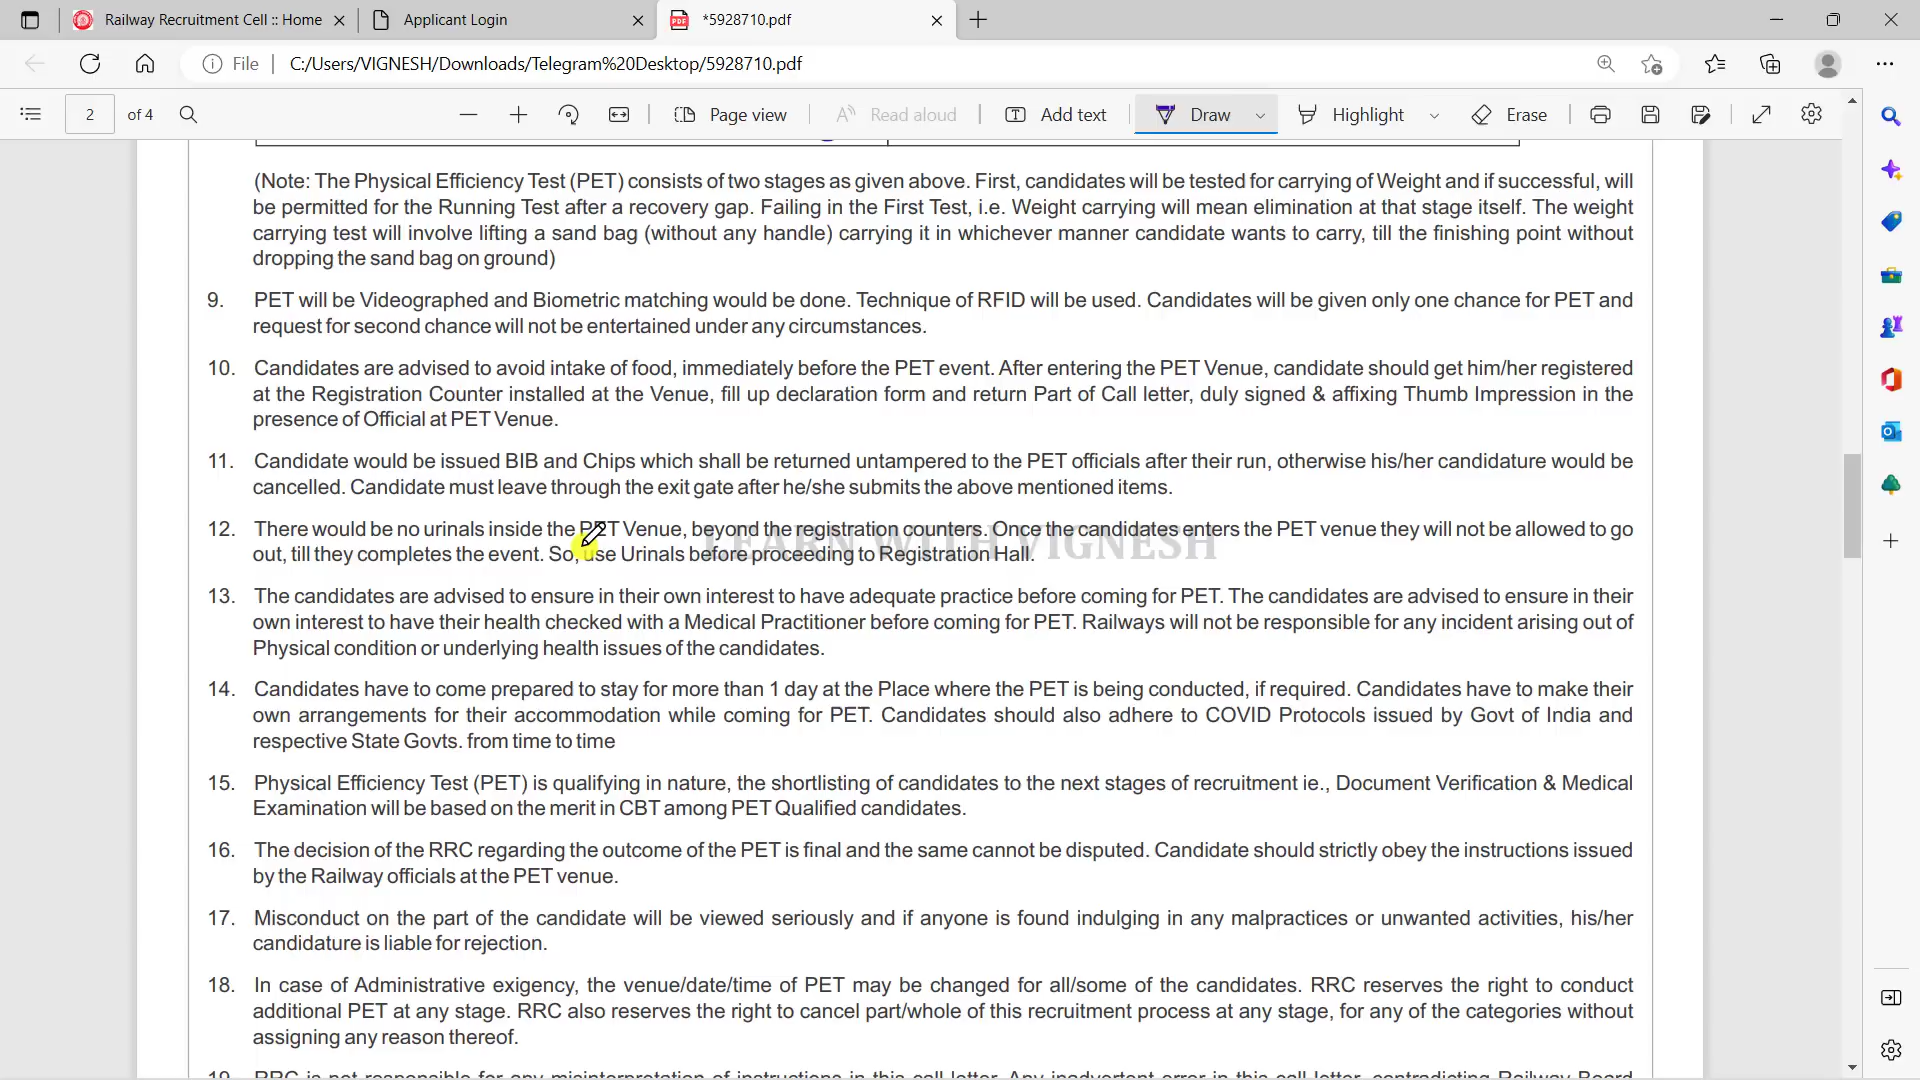 Railway Recruitment Cell :: Home
Applicant Login
*5928710.pdf
File
C:/Users/VIGNESH/Downloads/Telegram%20Desktop/5928710.pdf
2 of 4
Page view
Read aloud
Add text
Draw
Highlight
Erase
(Note: The Physical Efficiency Test (PET) consists of two stages as given above. First, candidates will be tested for carrying of Weight and if successful, will
be permitted for the Running Test after a recovery gap. Failing in the First Test, i.e. Weight carrying will mean elimination at that stage itself. The weight
carrying test will involve lifting a sand bag (without any handle) carrying it in whichever manner candidate wants to carry, till the finishing point without
dropping the sand bag on ground)
9. PET will be Videographed and Biometric matching would be done. Technique of RFID will be used. Candidates will be given only one chance for PET and
request for second chance will not be entertained under any circumstances.
10. Candidates are advised to avoid intake of food, immediately before the PET event. After entering the PET Venue, candidate should get him/her registered
at the Registration Counter installed at the Venue, fill up declaration form and return Part of Call letter, duly signed & affixing Thumb Impression in the
presence of Official at PET Venue.
11. Candidate would be issued BIB and Chips which shall be returned untampered to the PET officials after their run, otherwise his/her candidature would be
cancelled. Candidate must leave through the exit gate after he/she submits the above mentioned items.
12. There would be no urinals inside the PET Venue, beyond the registration counters. Once the candidates enters the PET venue they will not be allowed to go
out, till they completes the event. So, use Urinals before proceeding to Registration Hall.
LEARN WITH VIGNESH
13. The candidates are advised to ensure in their own interest to have adequate practice before coming for PET. The candidates are advised to ensure in their
own interest to have their health checked with a Medical Practitioner before coming for PET. Railways will not be responsible for any incident arising out of
Physical condition or underlying health issues of the candidates.
14. Candidates have to come prepared to stay for more than 1 day at the Place where the PET is being conducted, if required. Candidates have to make their
own arrangements for their accommodation while coming for PET. Candidates should also adhere to COVID Protocols issued by Govt of India and
respective State Govts. from time to time
15. Physical Efficiency Test (PET) is qualifying in nature, the shortlisting of candidates to the next stages of recruitment ie., Document Verification & Medical
Examination will be based on the merit in CBT among PET Qualified candidates.
16. The decision of the RRC regarding the outcome of the PET is final and the same cannot be disputed. Candidate should strictly obey the instructions issued
by the Railway officials at the PET venue.
17. Misconduct on the part of the candidate will be viewed seriously and if anyone is found indulging in any malpractices or unwanted activities, his/her
candidature is liable for rejection.
18. In case of Administrative exigency, the venue/date/time of PET may be changed for all/some of the candidates. RRC reserves the right to conduct
additional PET at any stage. RRC also reserves the right to cancel part/whole of this recruitment process at any stage, for any of the categories without
assigning any reason thereof.
19. RRC is not responsible for any misinterpretation of instructions in this call letter. Any inadvertent error in this call letter, contradicting Railway Board